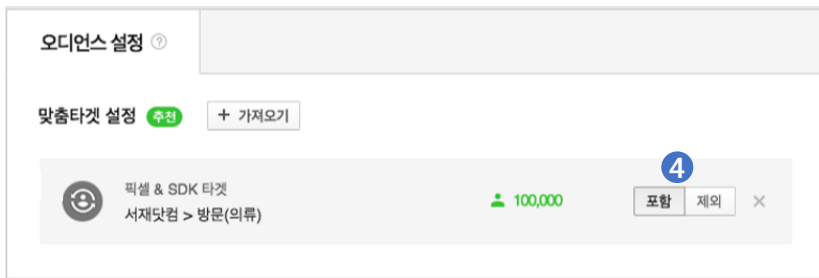 오디언스 설정 ?
맞춤타겟 설정 추천 + 가져오기
4
픽셀 & SDK 타겟
서재닷컴 > 방문(의류)
100,000
포함 제외 ×